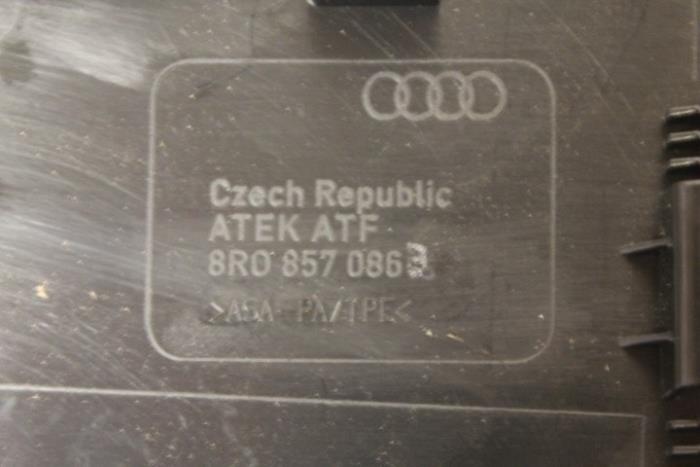 Czech Republic
ATEK ATF
8R0 857 086
>ASA PA/TPE<